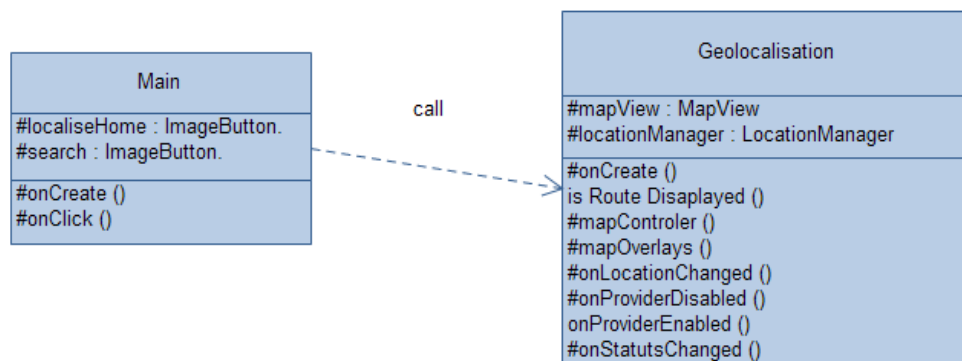 Main
#localiseHome : ImageButton.
#search : ImageButton.
#onCreate ()
#onClick ()
call
Geolocalisation
#mapView : MapView
#locationManager : LocationManager
#onCreate ()
is Route Disaplayed ()
#mapControler ()
#mapOverlays ()
#onLocationChanged ()
#onProviderDisabled ()
onProviderEnabled ()
#onStatutsChanged ()